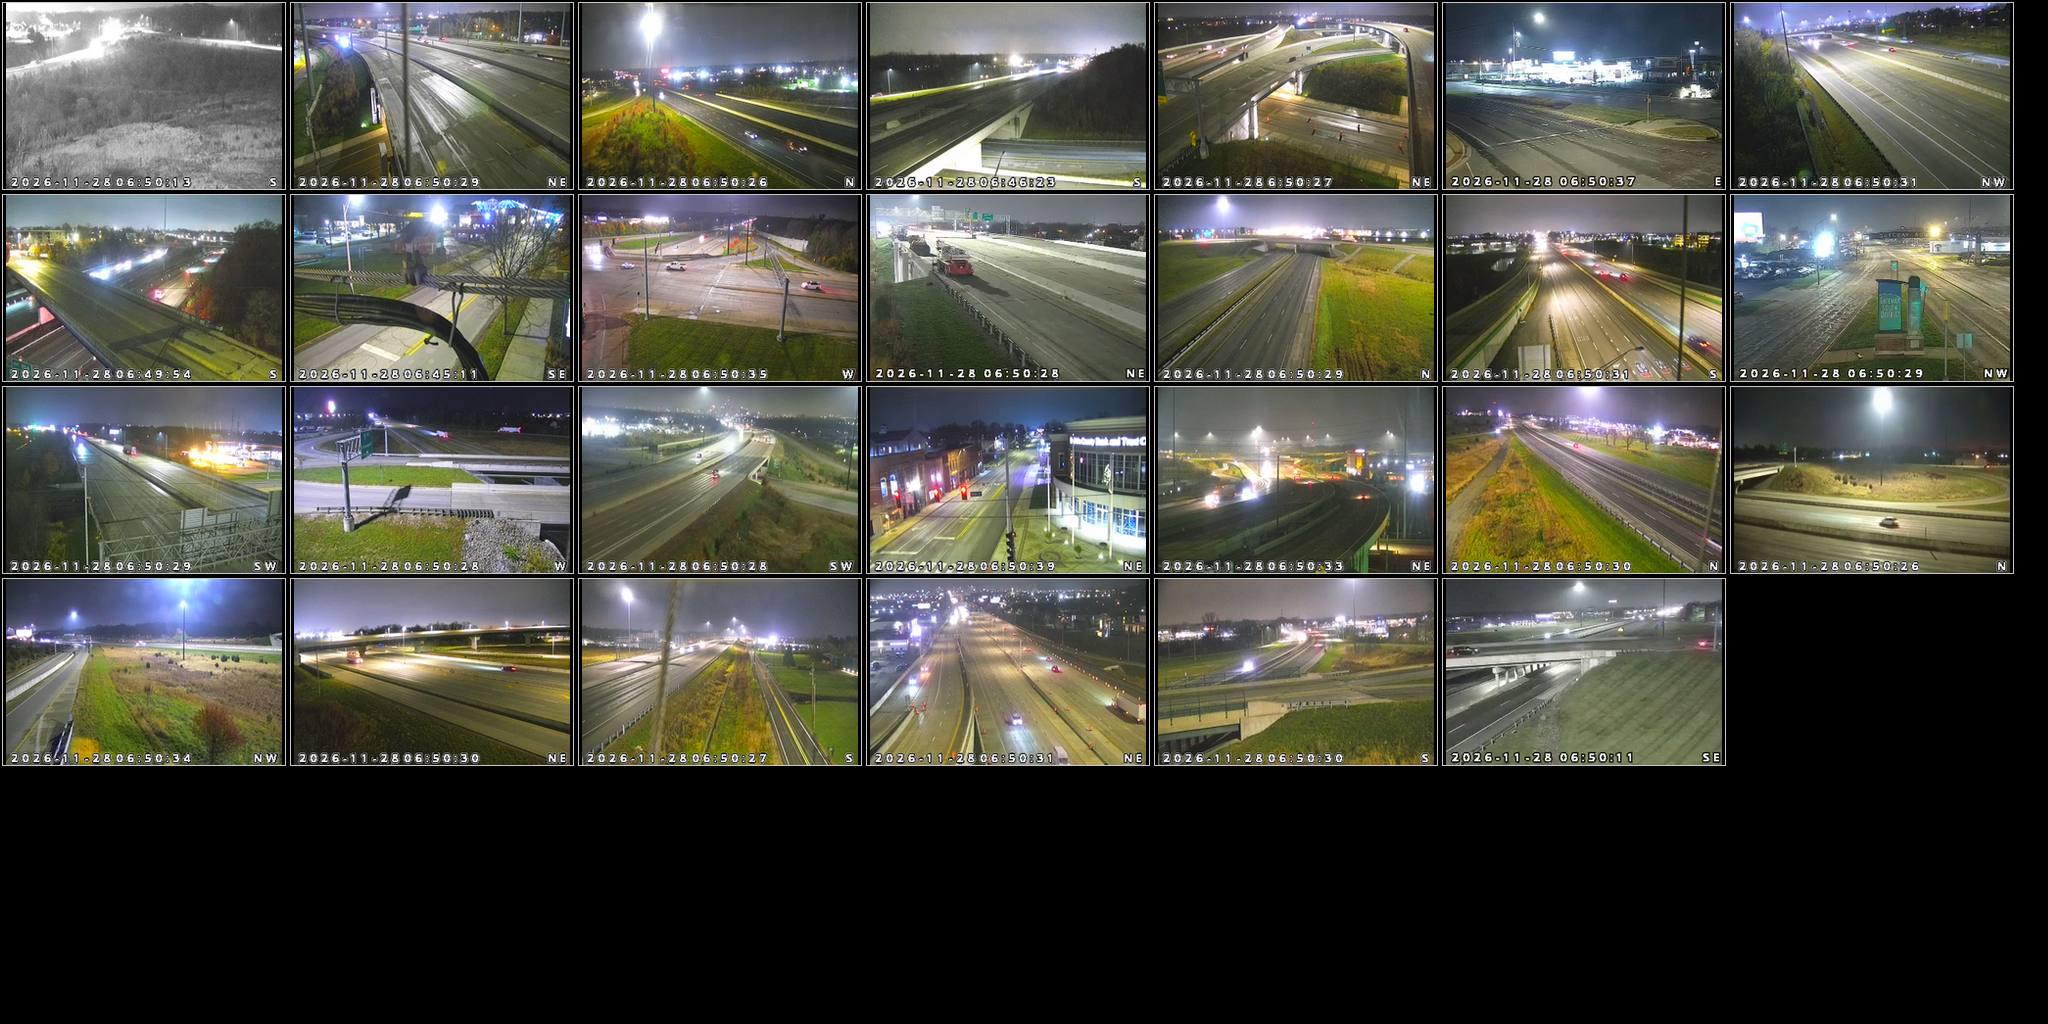 2026-11-28 06:50:13 S
2026-11-28 06:50:29 NE
2026-11-28 06:50:26 N
2026-11-28 06:46:23 S
2026-11-28 06:50:27 NE
2026-11-28 06:50:37 E
2026-11-28 06:50:31 NW
2026-11-28 06:49:54 S
2026-11-28 06:45:11 SE
2026-11-28 06:50:35 W
2026-11-28 06:50:28 NE
2026-11-28 06:50:29 N
2026-11-28 06:50:31 S
2026-11-28 06:50:29 NW
2026-11-28 06:50:29 SW
2026-11-28 06:50:28 W
2026-11-28 06:50:28 SW
2026-11-28 06:50:39 NE
2026-11-28 06:50:33 NE
2026-11-28 06:50:30 N
2026-11-28 06:50:26 N
2026-11-28 06:50:34 NW
2026-11-28 06:50:30 NE
2026-11-28 06:50:27 S
2026-11-28 06:50:31 NE
2026-11-28 06:50:30 S
2026-11-28 06:50:11 SE